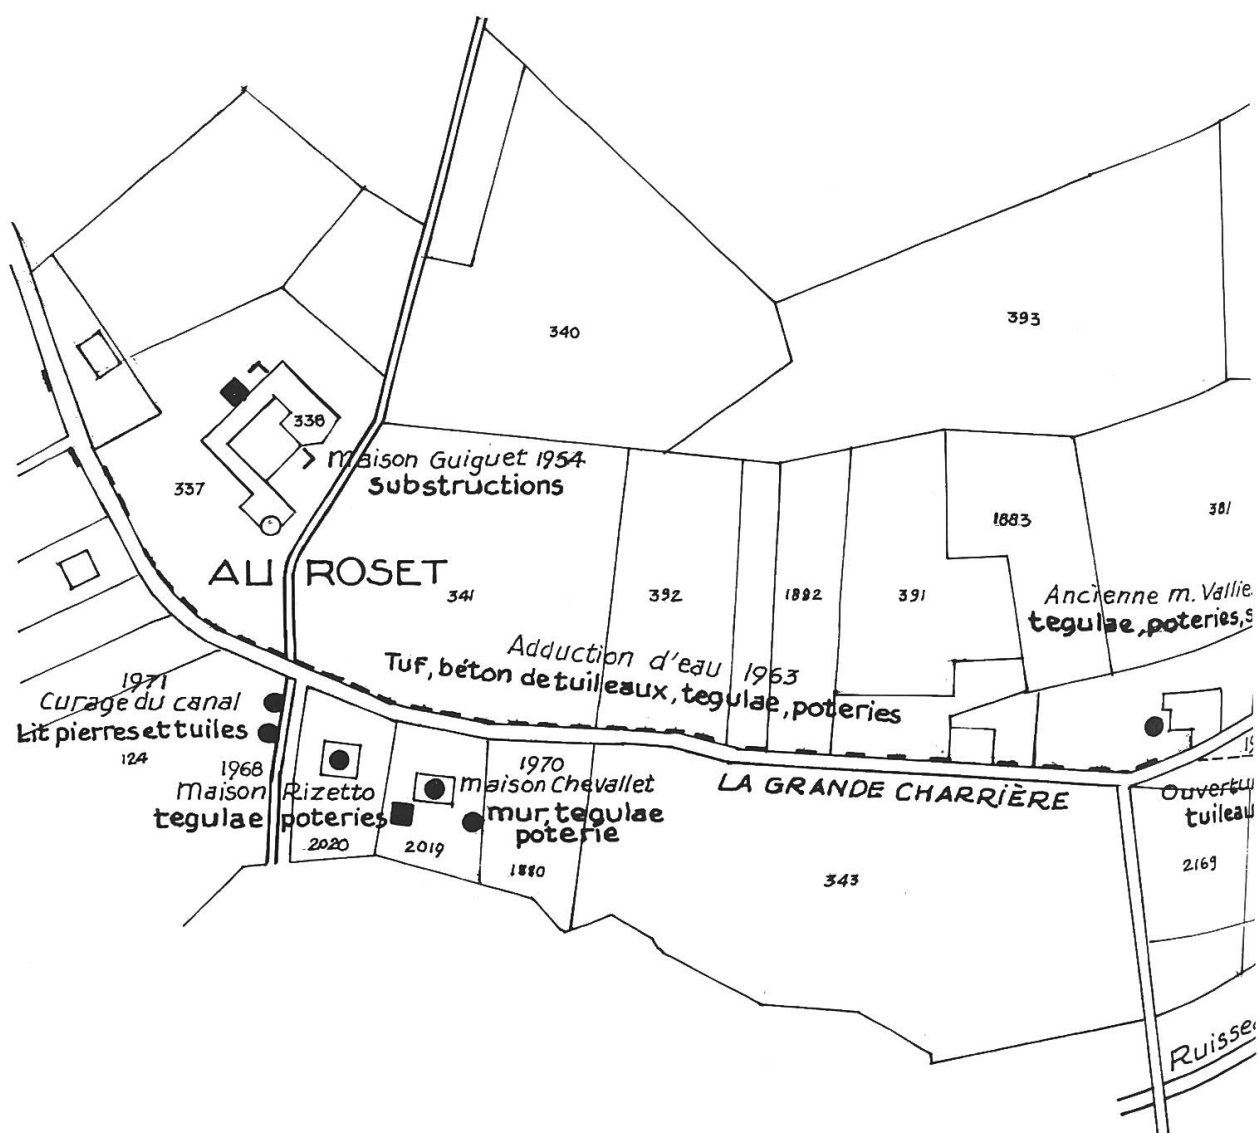 340
393
338
Maison Guiguet 1954
substructions
337
381
1883
AU ROSET
341
392
1882
391
Ancienne m. Vallie
tegulae, poteries, s
Adduction d'eau 1963
Tuf, béton de tuileaux, tegulae, poteries
1971
Curage du canal
Lit pierres et tuiles
124
1968
Maison Rizetto
tegulae poteries
1970
maison Chevallet
mur, tegulae
poterie
LA GRANDE CHARRIÈRE
19
Ouvertu
tuileau
2020
2019
1880
343
2169
Ruisse